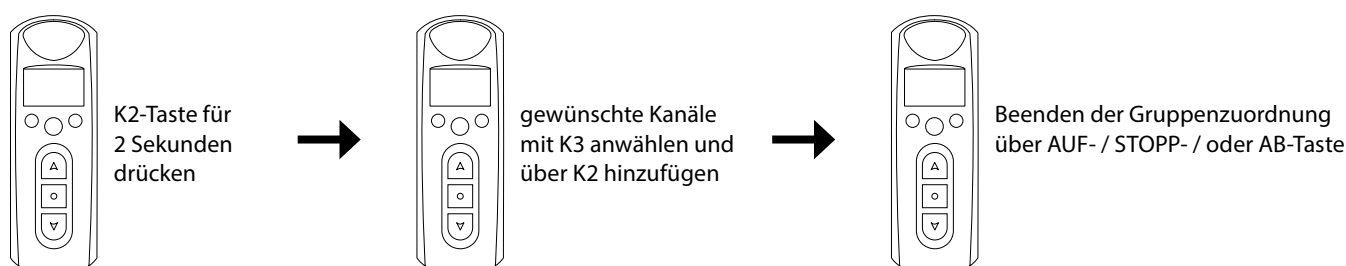 K2-Taste für
2 Sekunden
drücken
gewünschte Kanäle
mit K3 anwählen und
über K2 hinzufügen
Beenden der Gruppenzuordnung
über AUF- / STOPP- / oder AB-Taste